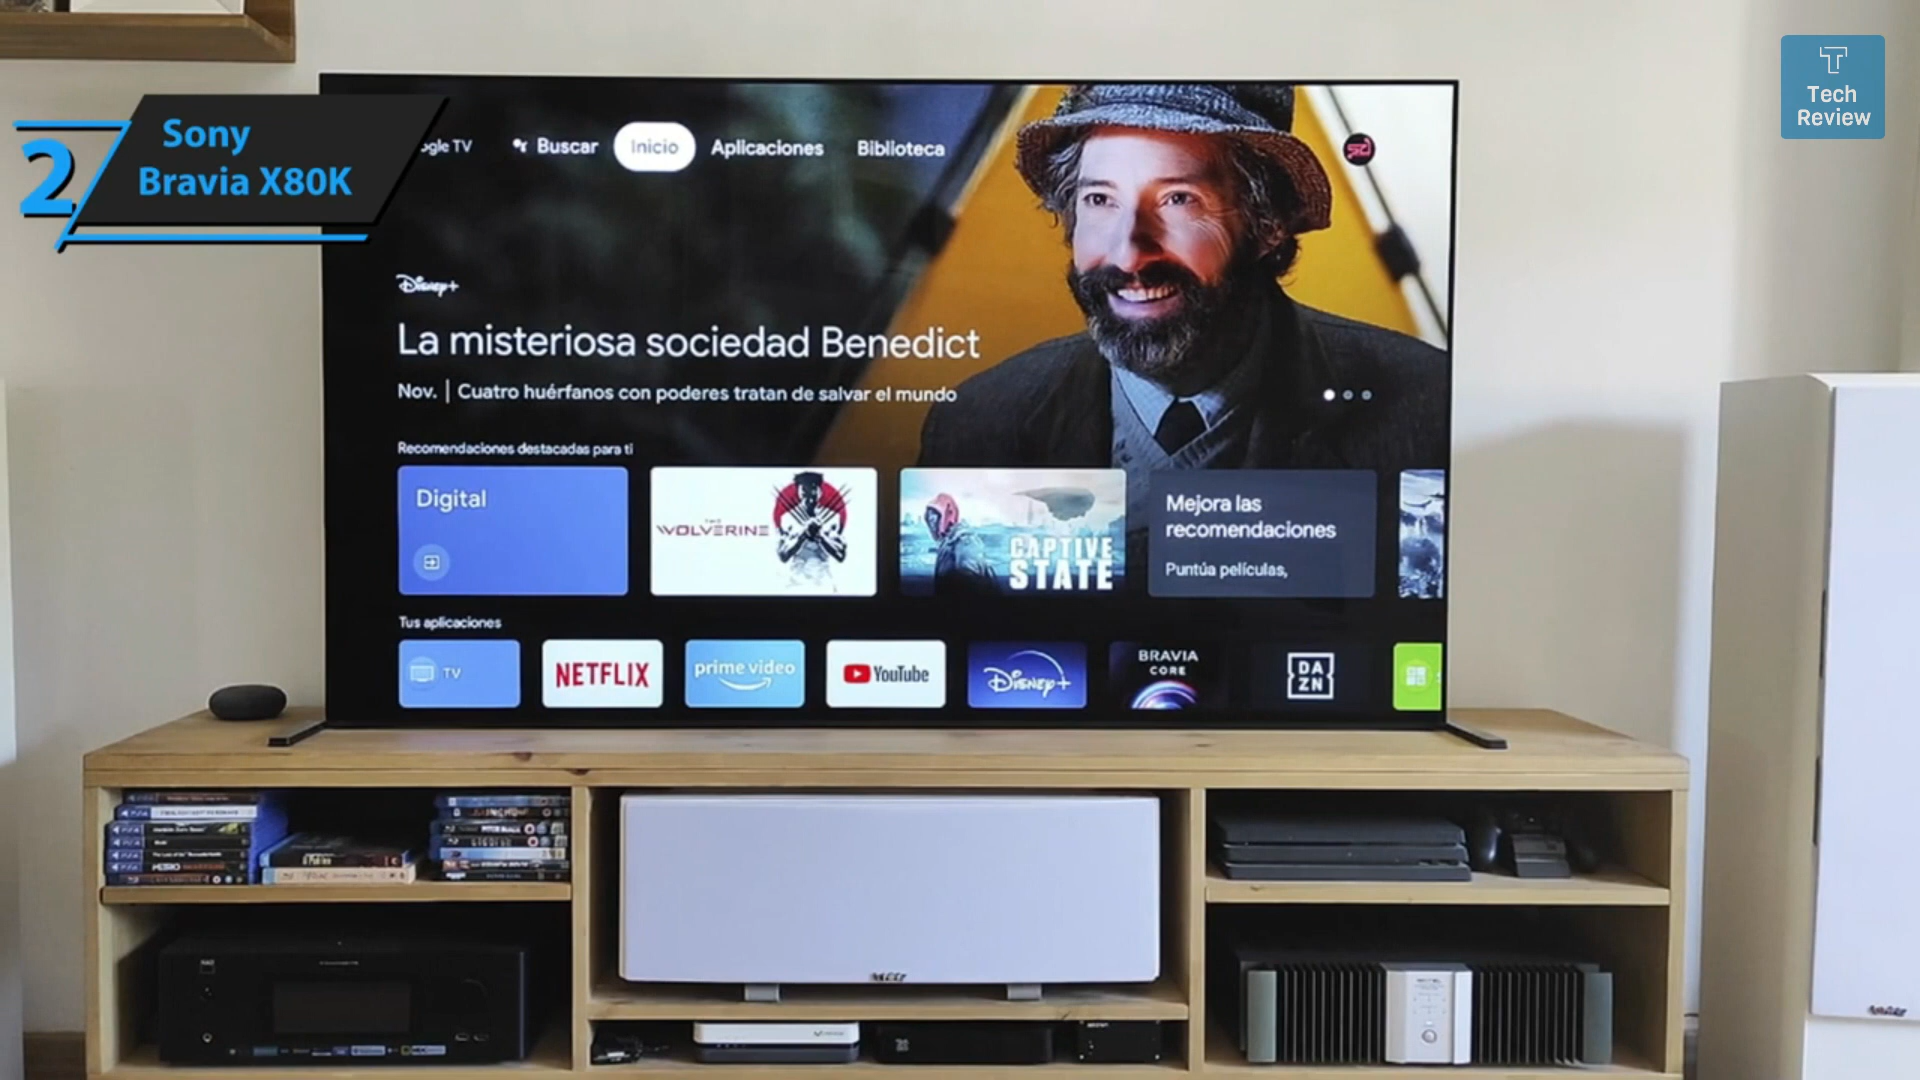 2
Sony
Bravia X80K
Tech
Review
ogle TV
Buscar
Inicio
Aplicaciones
Biblioteca
Disney+
La misteriosa sociedad Benedict
Nov. | Cuatro huérfanos con poderes tratan de salvar el mundo
Recomendaciones destacadas para ti
Digital
THE
WOLVERINE
CAPTIVE
STATE
Mejora las
recomendaciones
Puntúa películas,
Tus aplicaciones
TV
NETFLIX
prime video
YouTube
Disney+
BRAVIA
CORE
DA
ZN